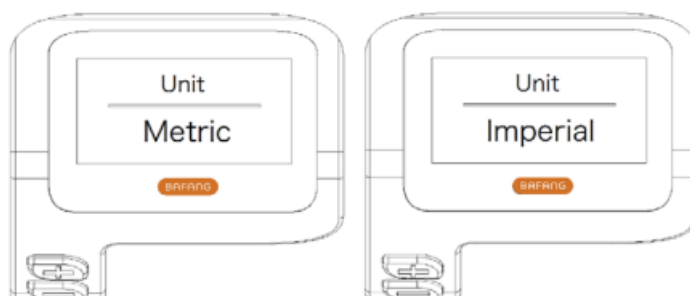 Unit
Metric
BAFANG
Unit
Imperial
BAFANG